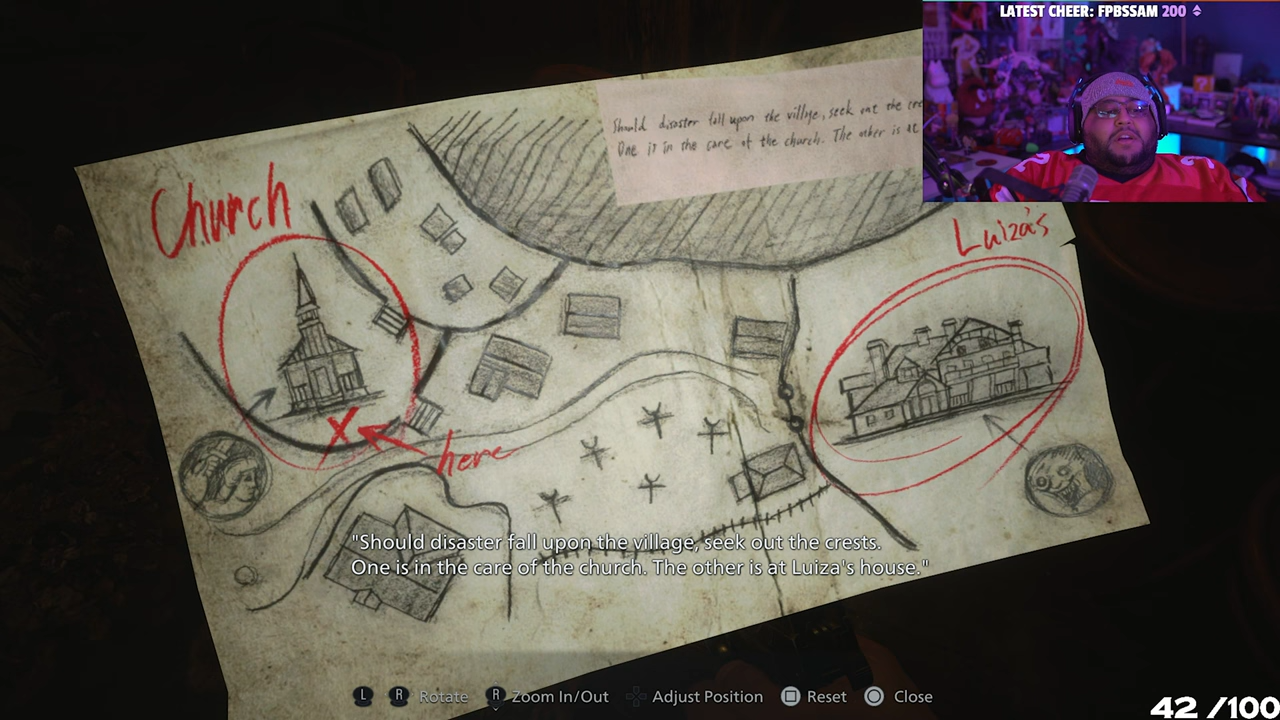 LATEST CHEER: FPBSSAM 200
Should disaster fall upon the village, seek out the cre
One is in the care of the church. The other is at
Church
Luiza's
here
"Should disaster fall upon the village, seek out the crests.
One is in the care of the church. The other is at Luiza's house."
L R Rotate R Zoom In/Out Adjust Position Reset Close
42 /100